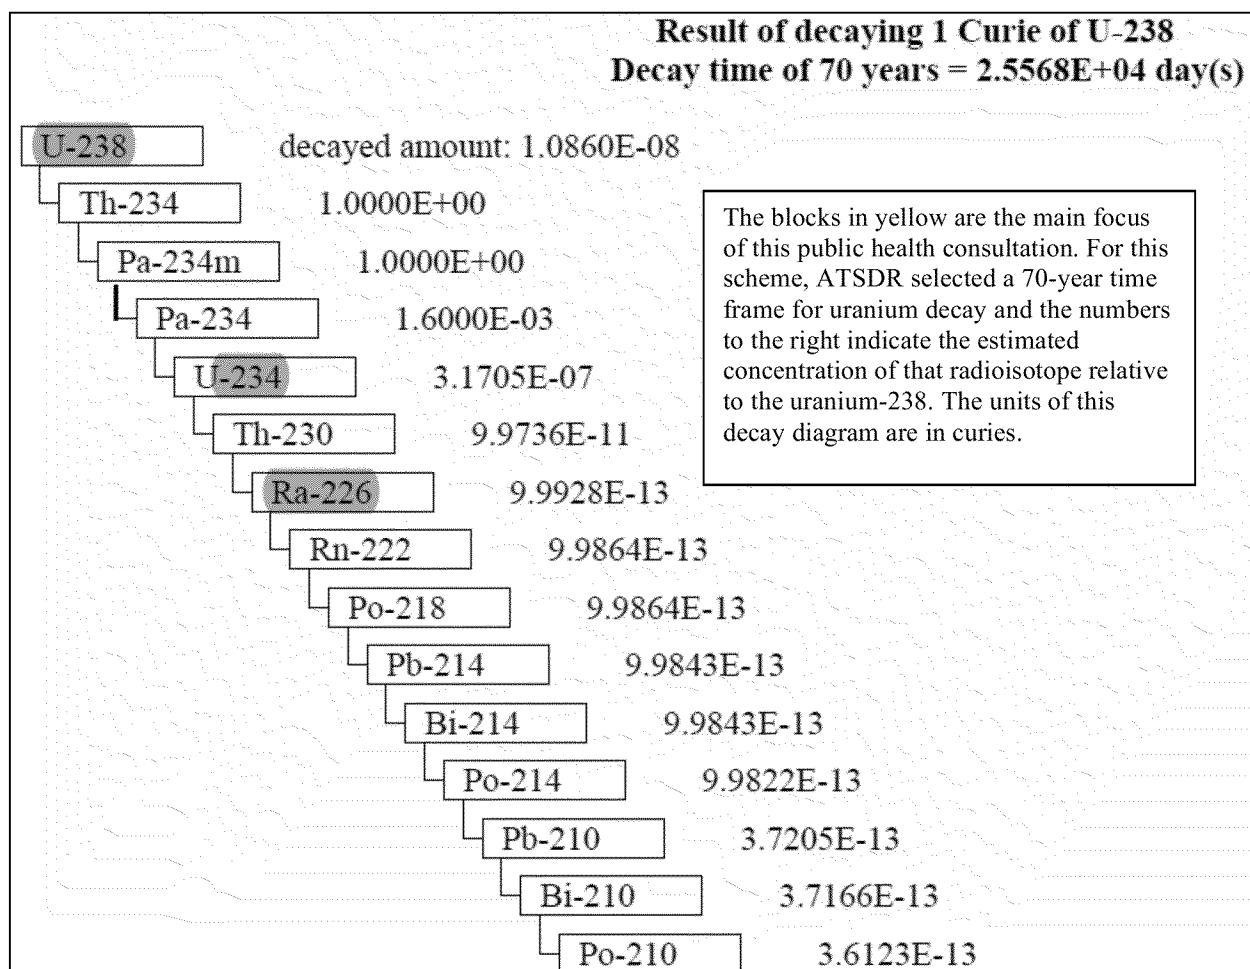 Result of decaying 1 Curie of U-238
Decay time of 70 years = 2.5568E+04 day(s)
U-238 decayed amount: 1.0860E-08
Th-234 1.0000E+00
Pa-234m 1.0000E+00
Pa-234 1.6000E-03
U-234 3.1705E-07
Th-230 9.9736E-11
Ra-226 9.9928E-13
Rn-222 9.9864E-13
Po-218 9.9864E-13
Pb-214 9.9843E-13
Bi-214 9.9843E-13
Po-214 9.9822E-13
Pb-210 3.7205E-13
Bi-210 3.7166E-13
Po-210 3.6123E-13
The blocks in yellow are the main focus
of this public health consultation. For this
scheme, ATSDR selected a 70-year time
frame for uranium decay and the numbers
to the right indicate the estimated
concentration of that radioisotope relative
to the uranium-238. The units of this
decay diagram are in curies.